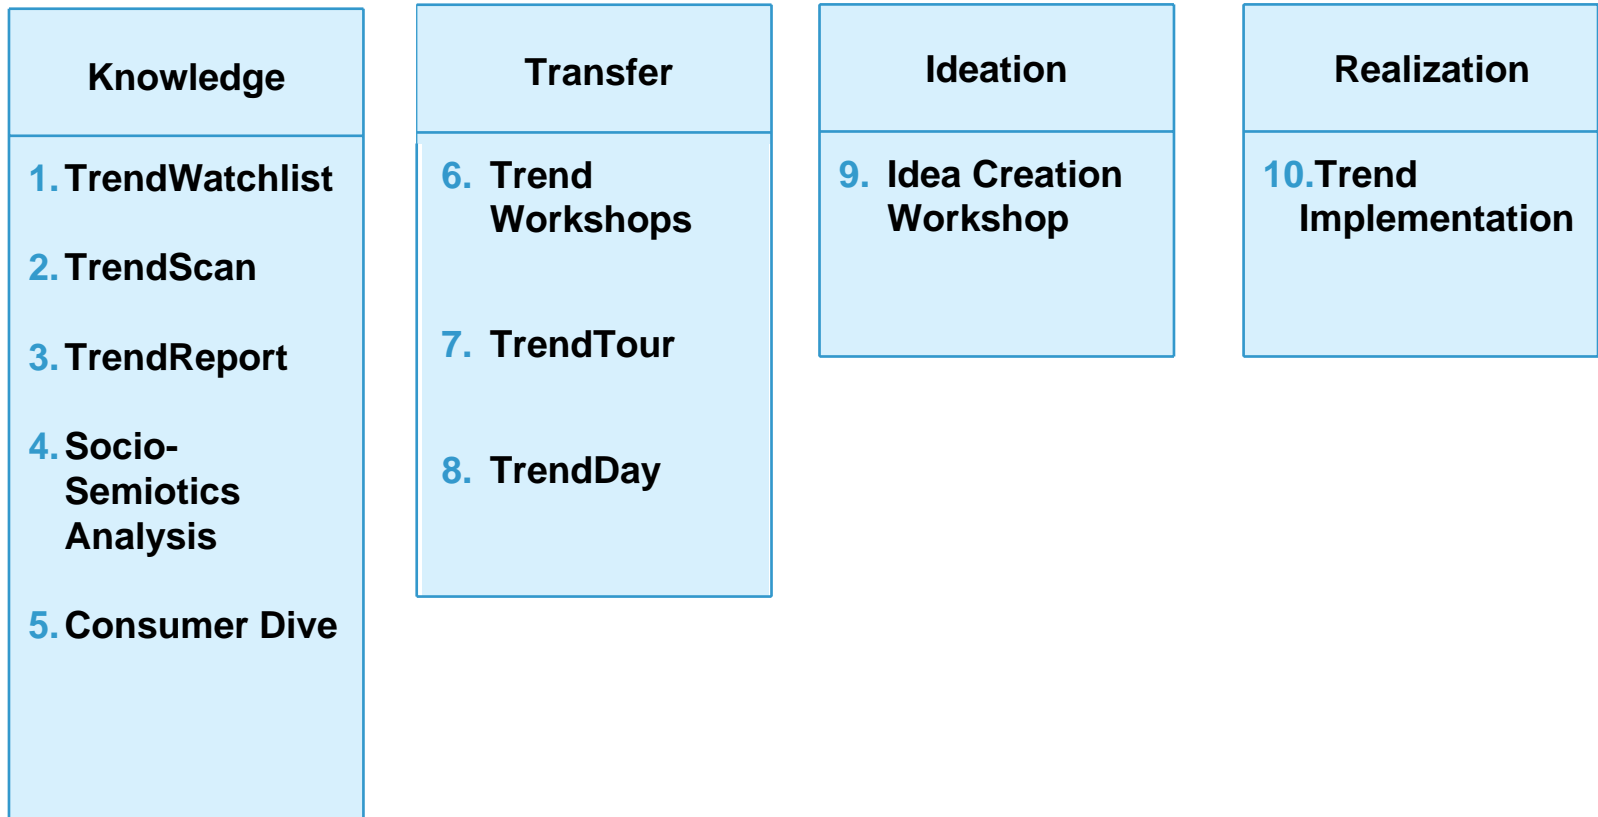 Knowledge
1. TrendWatchlist
2. TrendScan
3. TrendReport
4. Socio-
Semiotics
Analysis
5. Consumer Dive
Transfer
6. Trend
Workshops
7. TrendTour
8. TrendDay
Ideation
9. Idea Creation
Workshop
Realization
10.Trend
Implementation